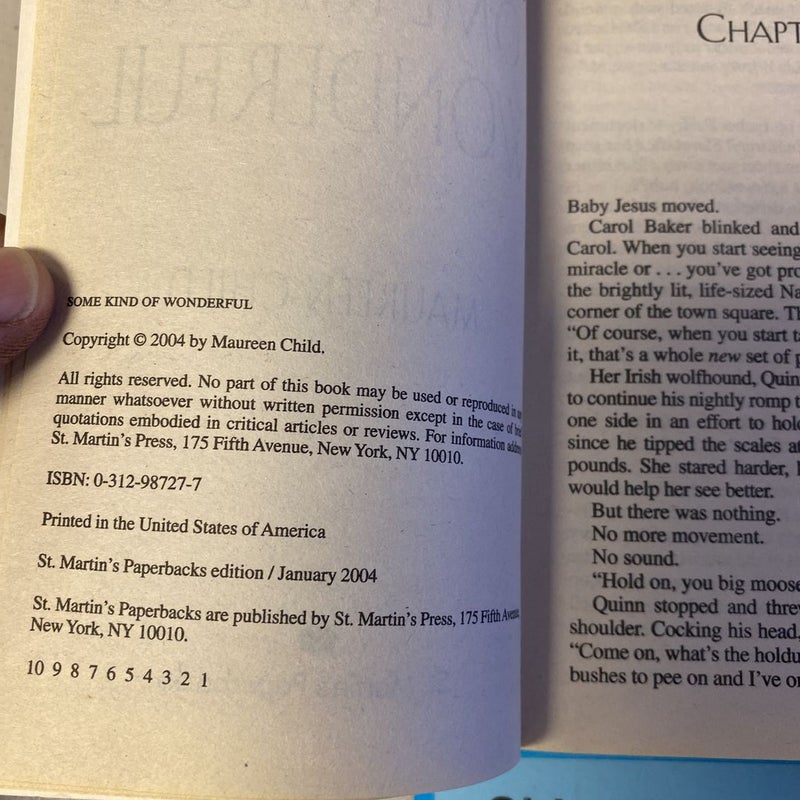 SOME KIND OF WONDERFUL
Copyright © 2004 by Maureen Child.
All rights reserved. No part of this book may be used or reproduced in
manner whatsoever without written permission except in the case of
quotations embodied in critical articles or reviews. For information
St. Martin's Press, 175 Fifth Avenue, New York, NY 10010.
ISBN: 0-312-98727-7
Printed in the United States of America
St. Martin's Paperbacks edition / January 2004
St. Martin's Paperbacks are published by St. Martin's Press, 175 Fifth
New York, NY 10010.
10 9 8 7 6 5 4 3 2 1
CHAPT
Baby Jesus moved.
Carol Baker blinked and
Carol. When you start seeing
miracle or . . . you've got
the brightly lit, life-sized
corner of the town square.
"Of course, when you start
it, that's a whole new set of
Her Irish wolfhound, Quin
to continue his nightly romp
one side in an effort to
since he tipped the scales
pounds. She stared harder,
would help her see better.
But there was nothing.
No more movement.
No sound.
"Hold on, you big moose
Quinn stopped and
shoulder. Cocking his head,
"Come on, what's the
bushes to pee on and I've